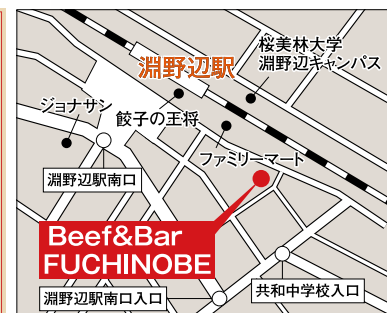 桜美林大学
淵野辺キャンパス
淵野辺駅
ジョナサン
餃子の王将
ファミリーマート
淵野辺駅南口
Beef&Bar
FUCHINOBE
共和中学校入口
淵野辺駅南口入口